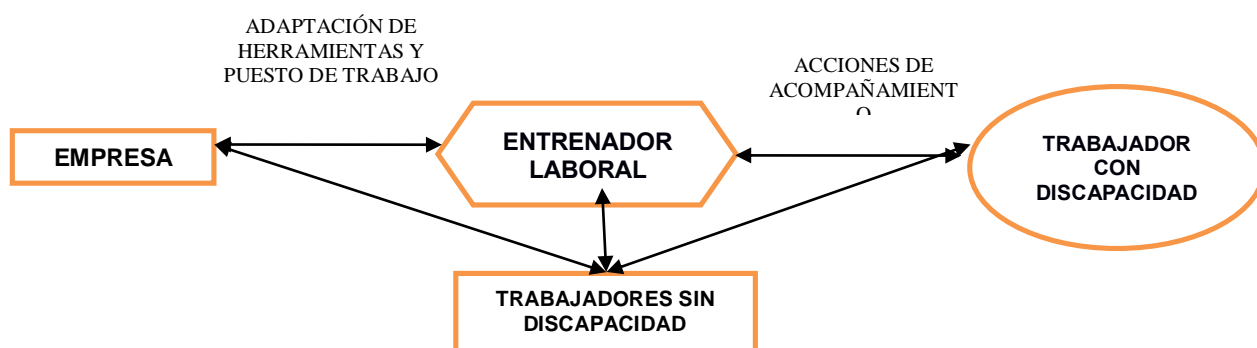 ADAPTACIÓN DE
HERRAMIENTAS Y
PUESTO DE TRABAJO
ACCIONES DE
ACOMPAÑAMIENT
O
EMPRESA
ENTRENADOR
LABORAL
TRABAJADOR
CON
DISCAPACIDAD
TRABAJADORES SIN
DISCAPACIDAD